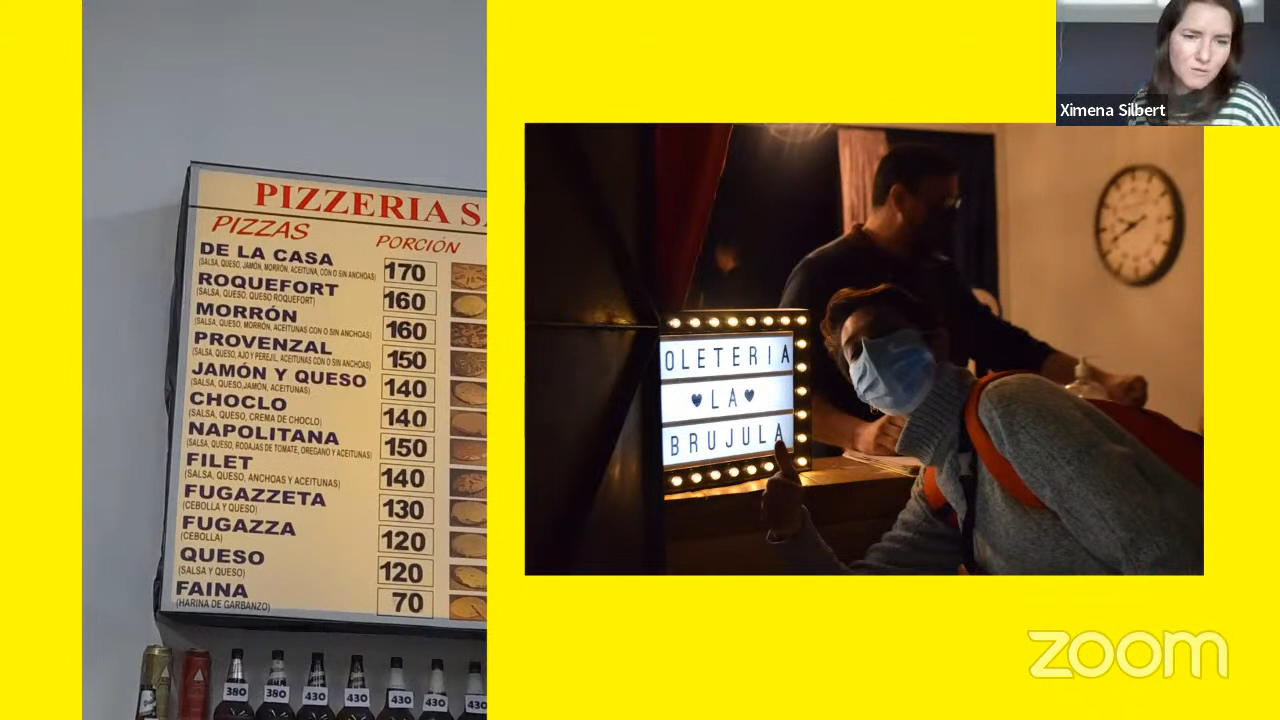 PIZZERIA S
PIZZAS PORCIÓN
DE LA CASA 170
(SALSA, QUESO, JAMÓN, MORRÓN, ACEITUNA, CON O SIN ANCHOAS)
ROQUEFORT 160
(SALSA, QUESO, QUESO ROQUEFORT)
MORRÓN 160
(SALSA, QUESO, MORRÓN, ACEITUNAS CON O SIN ANCHOAS)
PROVENZAL 150
(SALSA, QUESO, AJO Y PEREJIL, ACEITUNAS CON O SIN ANCHOAS)
JAMÓN Y QUESO 140
(SALSA, QUESO,JAMÓN, ACEITUNAS)
CHOCLO 140
(SALSA, QUESO, CREMA DE CHOCLO)
NAPOLITANA 150
(SALSA, QUESO, RODAJAS DE TOMATE, OREGANO Y ACEITUNAS)
FILET 140
(SALSA, QUESO, ANCHOAS Y ACEITUNAS)
FUGAZZETA 130
(CEBOLLA Y QUESO)
FUGAZZA 120
(CEBOLLA)
QUESO 120
(SALSA Y QUESO)
FAINA 70
(HARINA DE GARBANZO)
380 380 430 430 430 430 430
OLETERIA
♥LA♥
BRUJULA
Ximena Silbert
zoom